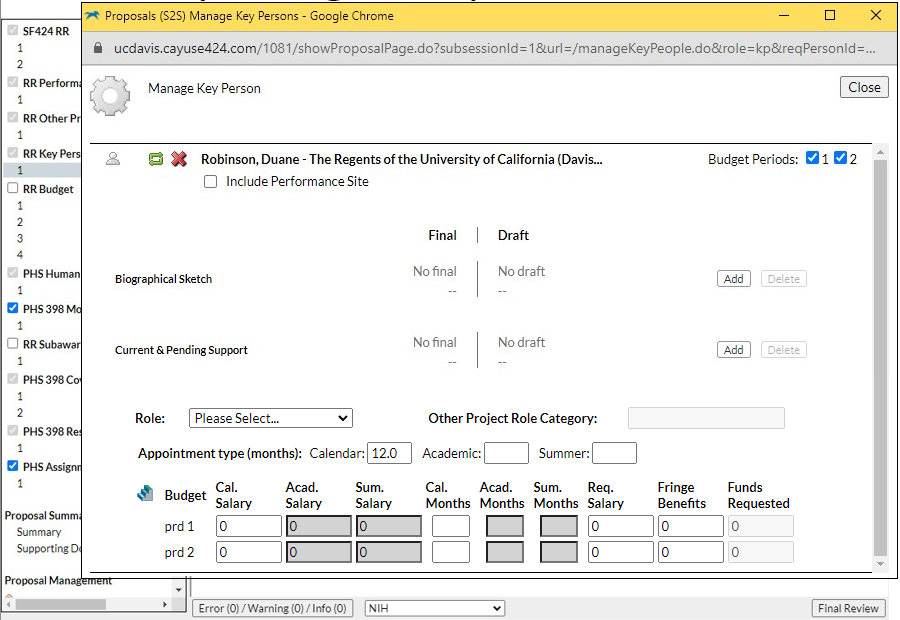 Proposals (S2S) Manage Key Persons - Google Chrome
ucdavis.cayuse424.com/1081/showProposalPage.do?subsessionId=1&url=/manageKeyPeople.do&role=kp&reqPersonId=...
Manage Key Person
Close
Robinson, Duane - The Regents of the University of California (Davis...
Budget Periods: 1 2
Include Performance Site
Final Draft
Biographical Sketch No final No draft Add Delete
-- --
Current & Pending Support No final No draft Add Delete
-- --
Role: Please Select... Other Project Role Category:
Appointment type (months): Calendar: 12.0 Academic: Summer:
Budget Cal. Salary Acad. Salary Sum. Salary Cal. Months Acad. Months Sum. Months Req. Salary Fringe Benefits Funds Requested
prd 1 0 0 0 0 0 0
prd 2 0 0 0 0 0 0
SF424 RR
1
2
RR Performa
1
RR Other Pr
1
RR Key Pers
1
RR Budget
1
2
3
4
PHS Human
1
PHS 398 Mo
1
RR Subawar
1
PHS 398 Cov
1
2
PHS 398 Res
1
PHS Assignm
1
Proposal Summa
Summary
Supporting Do
Proposal Management
Error (0) / Warning (0) / Info (0) NIH Final Review